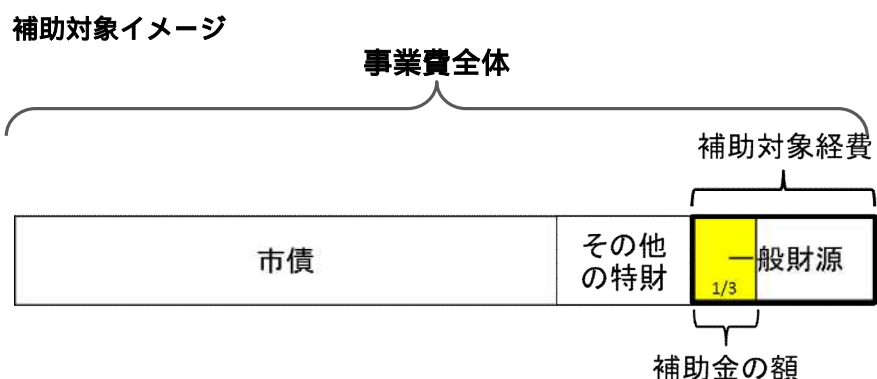 補助対象イメージ
事業費全体
補助対象経費
市債
その他
の特財
一般財源
1/3
補助金の額